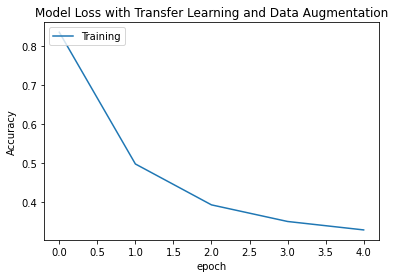 Model Loss with Transfer Learning and Data Augmentation
Training
Accuracy
0.8
0.7
0.6
0.5
0.4
0.0 0.5 1.0 1.5 2.0 2.5 3.0 3.5 4.0
epoch